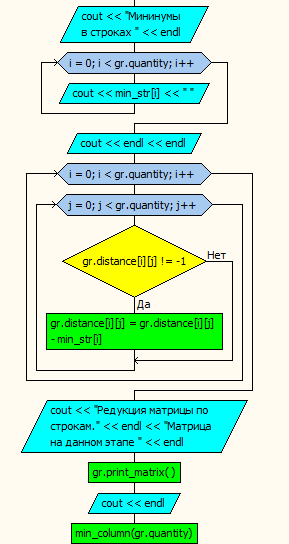 cout << "Мининумы
в строках " << endl
i = 0; i < gr.quantity; i++
cout << min_str[i] << " "
cout << endl << endl
i = 0; i < gr.quantity; i++
j = 0; j < gr.quantity; j++
gr.distance[i][j] != -1
Нет
Да
gr.distance[i][j] = gr.distance[i][j]
- min_str[i]
cout << "Редукция матрицы по
строкам." << endl << "Матрица
на данном этапе " << endl
gr.print_matrix()
cout << endl
min_column(gr.quantity)